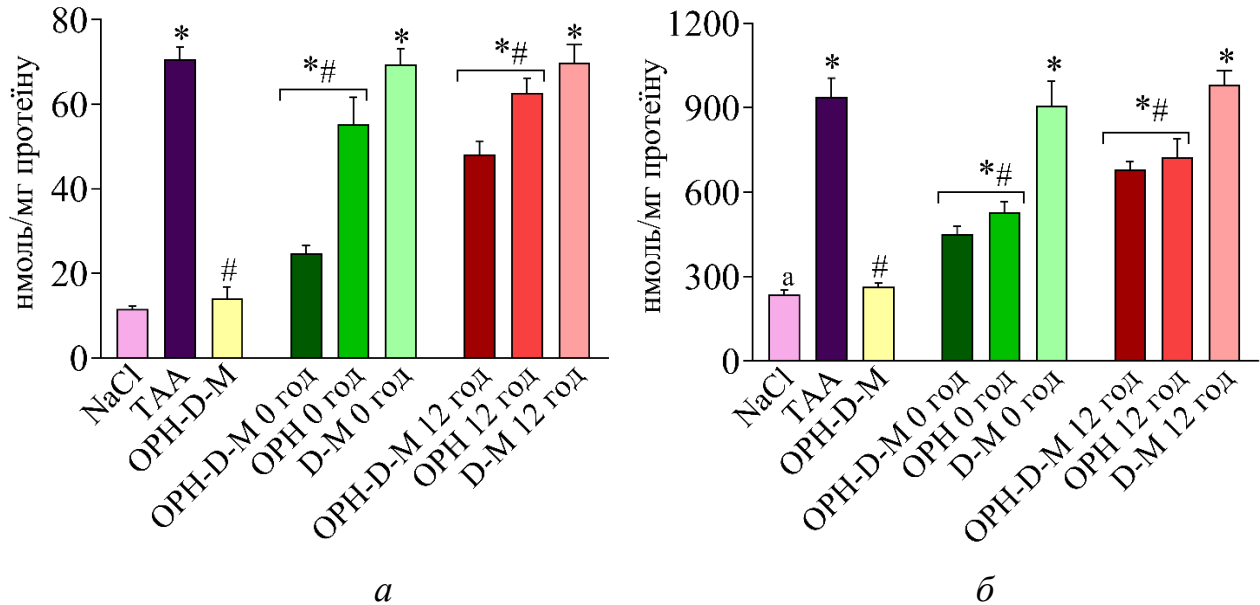 нмоль/мг протеїну
80
60
40
20
0
*
#
*#
*
*#
*
NaCl
TAA
OPH-D-M
OPH-D-M 0 год
OPH 0 год
D-M 0 год
OPH-D-M 12 год
OPH 12 год
D-M 12 год
а
нмоль/мг протеїну
1200
900
600
300
0
a
*
#
*#
*
*#
*
NaCl
TAA
OPH-D-M
OPH-D-M 0 год
OPH 0 год
D-M 0 год
OPH-D-M 12 год
OPH 12 год
D-M 12 год
б